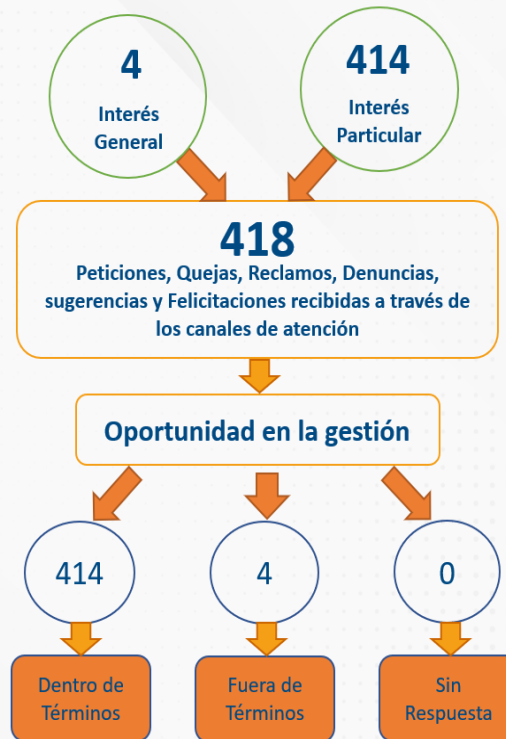 4
Interés
General
414
Interés
Particular
418
Peticiones, Quejas, Reclamos, Denuncias,
sugerencias y Felicitaciones recibidas a través de
los canales de atención
Oportunidad en la gestión
414
4
0
Dentro de
Términos
Fuera de
Términos
Sin
Respuesta